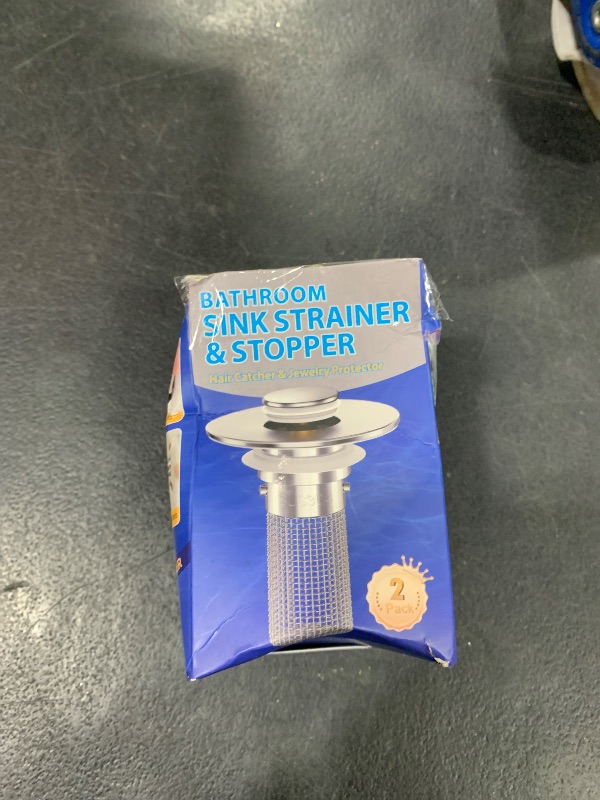 BATHROOM
SINK STRAINER
& STOPPER
Hair Catcher & Jewelry Protector
2
Pack